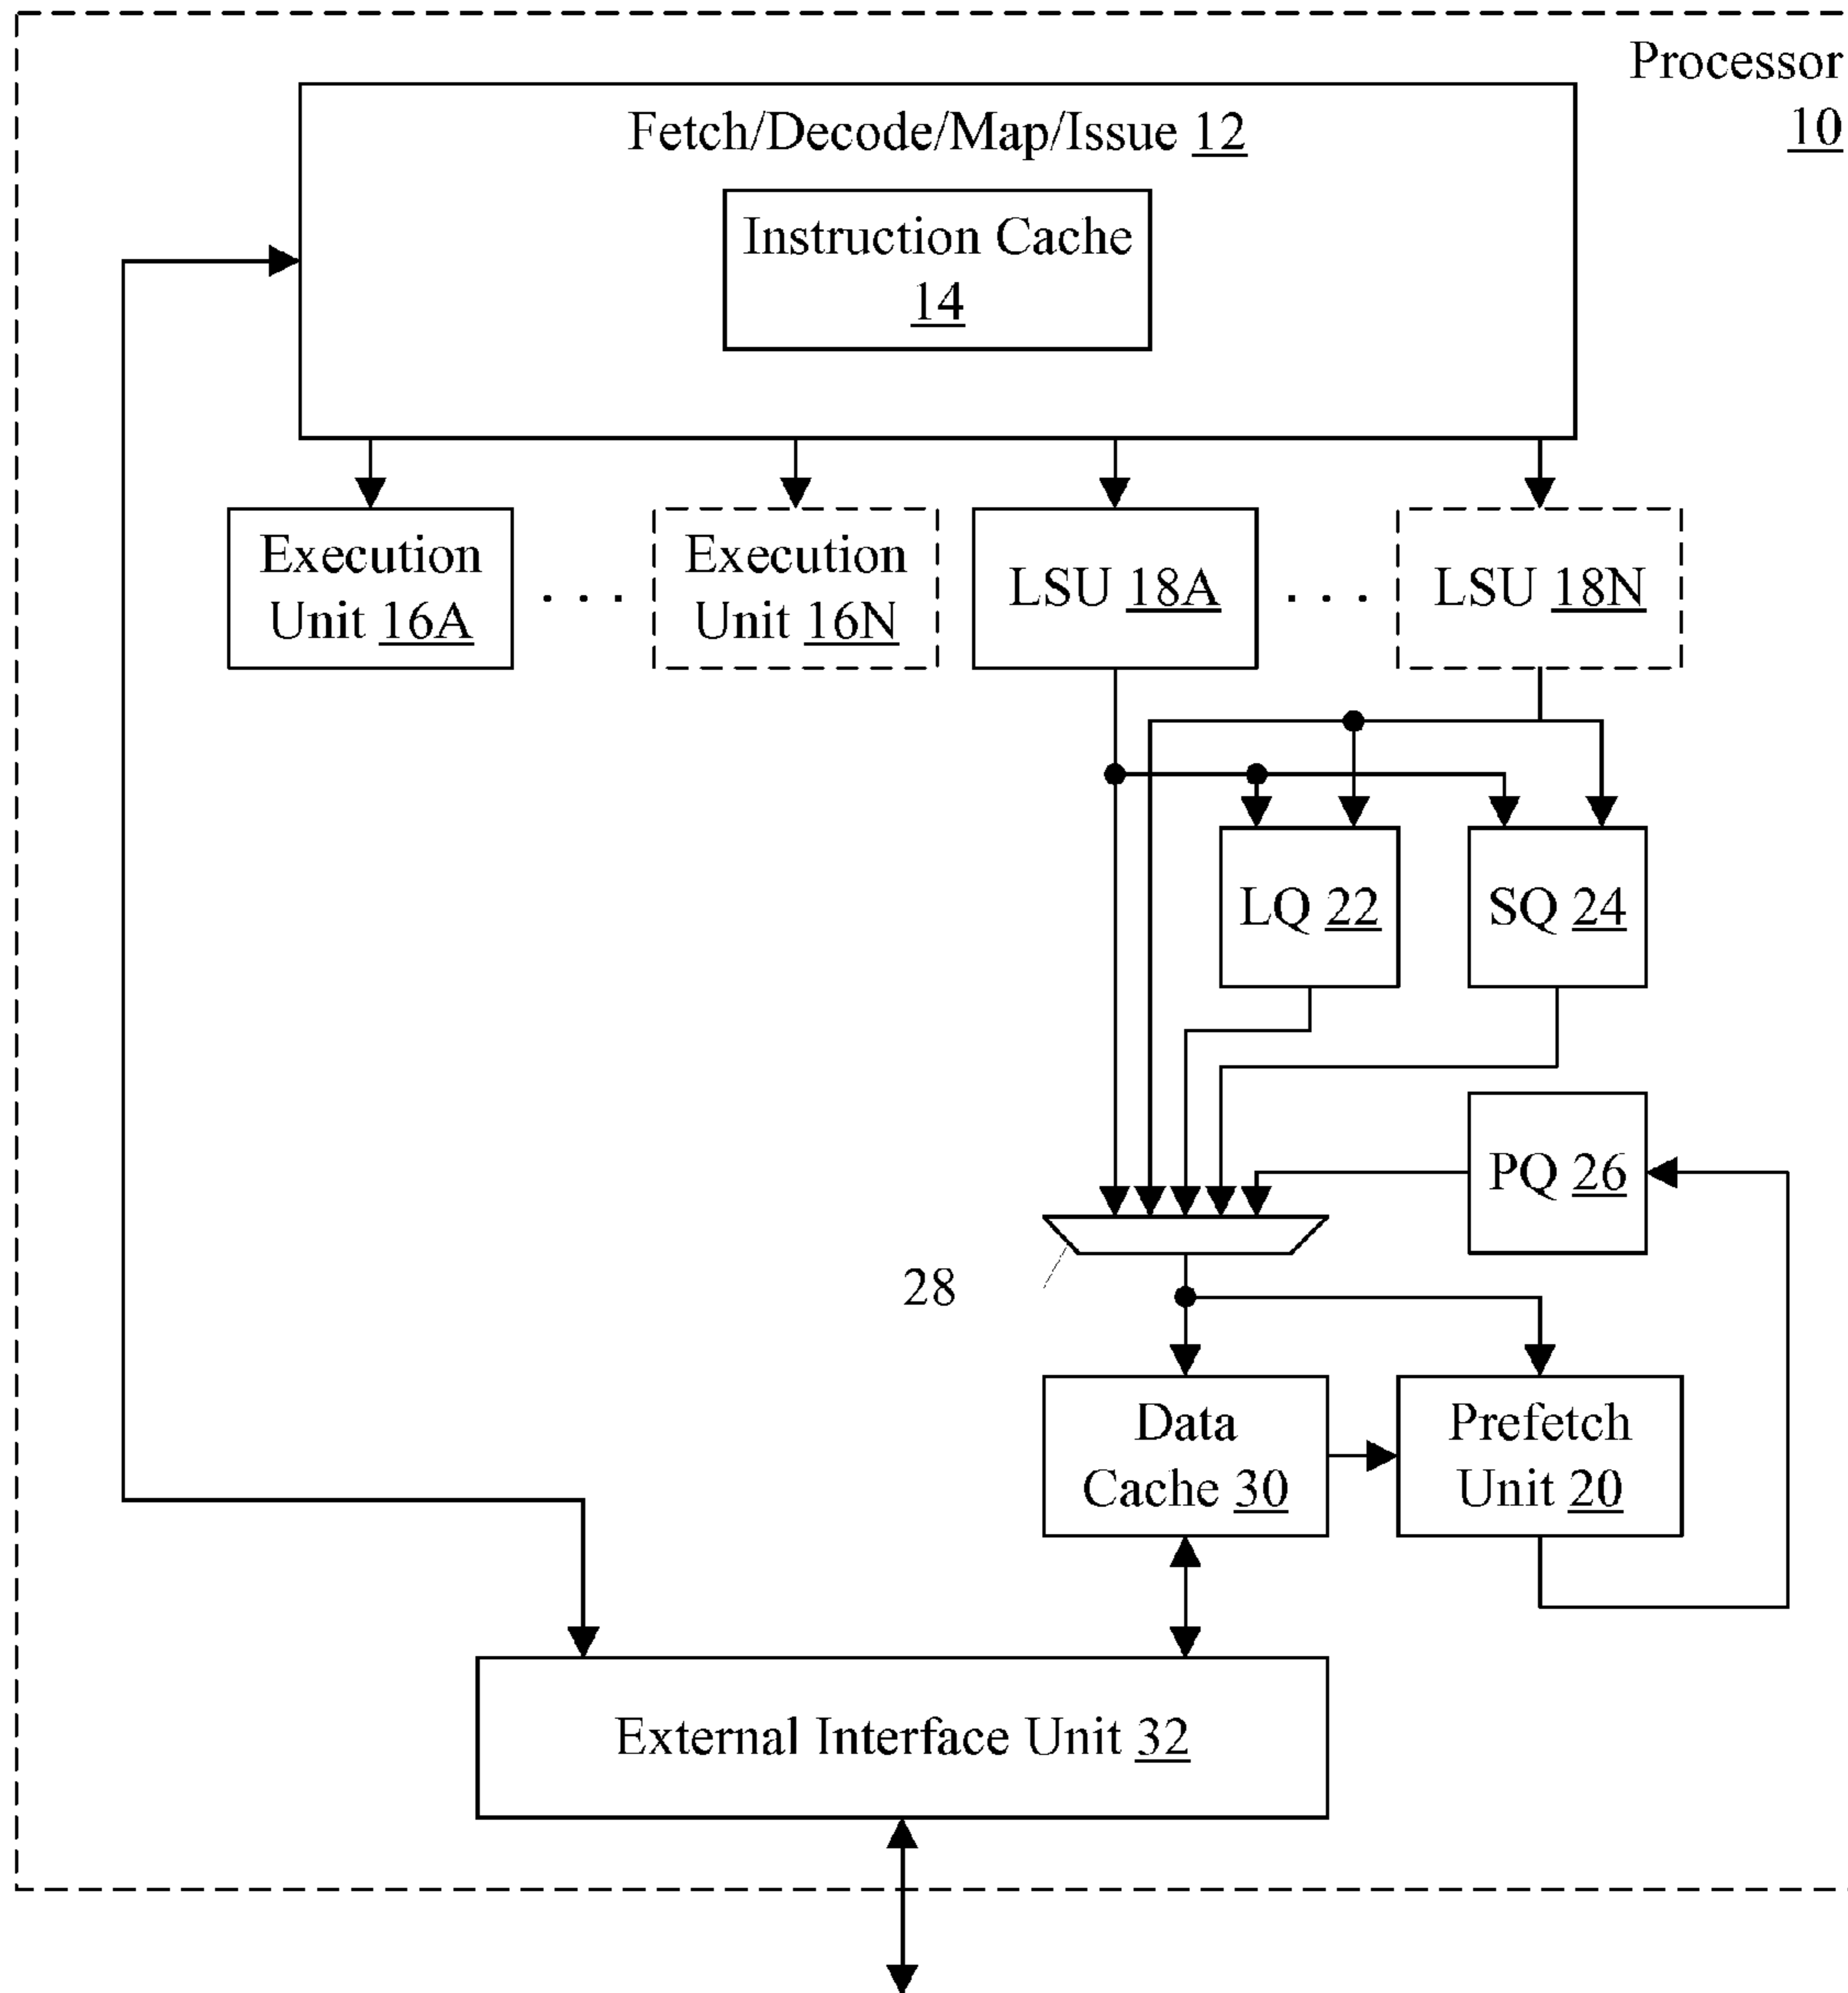 Processor
10
Fetch/Decode/Map/Issue 12
Instruction Cache
14
Execution
Unit 16A
. . .
Execution
Unit 16N
LSU 18A
. . .
LSU 18N
LQ 22
SQ 24
PQ 26
28
Data
Cache 30
Prefetch
Unit 20
External Interface Unit 32